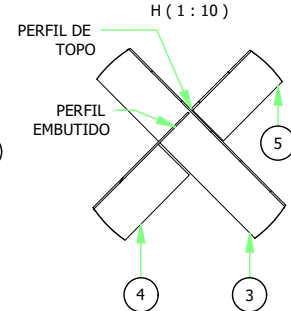 H ( 1 : 10 )
PERFIL DE
TOPO
PERFIL
EMBUTIDO
5
4
3